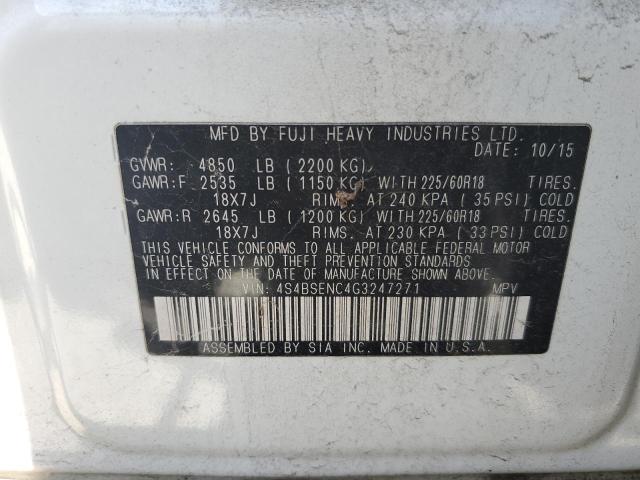 MFD BY FUJI HEAVY INDUSTRIES LTD.
DATE: 10/15
GVWR: 4850 LB (2200 KG)
GAWR:F 2535 LB (1150 KG) WITH 225/60R18 TIRES.
18X7J RIMS. AT 240 KPA (35 PSI) COLD
GAWR:R 2645 LB (1200 KG) WITH 225/60R18 TIRES.
18X7J RIMS. AT 230 KPA (33 PSI) COLD
THIS VEHICLE CONFORMS TO ALL APPLICABLE FEDERAL MOTOR
VEHICLE SAFETY AND THEFT PREVENTION STANDARDS
IN EFFECT ON THE DATE OF MANUFACTURE SHOWN ABOVE.
VIN: 4S4BSENC4G3247271 MPV
ASSEMBLED BY SIA INC. MADE IN U.S.A.